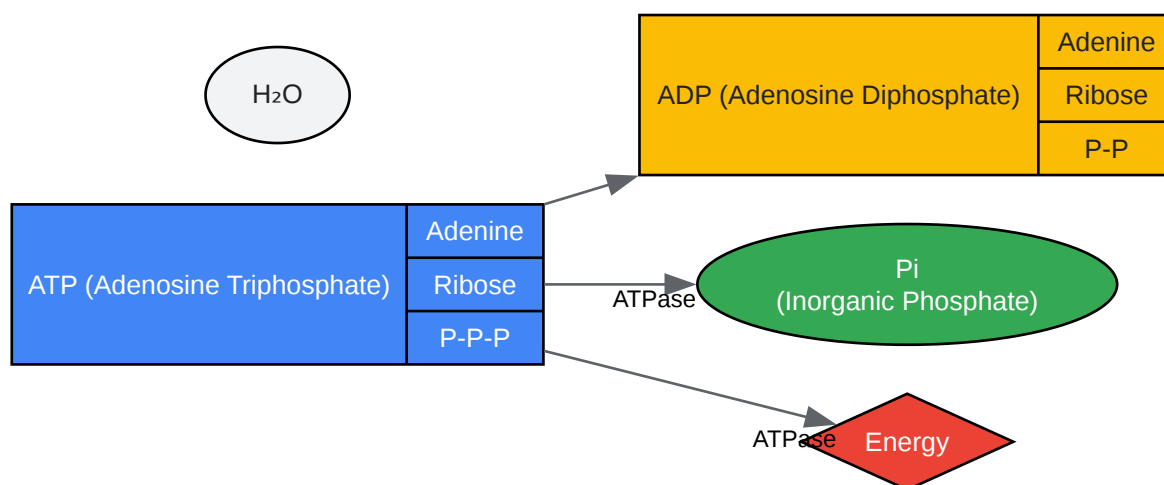 H₂O
ADP (Adenosine Diphosphate)
Adenine
Ribose
P-P
ATP (Adenosine Triphosphate)
Adenine
Ribose
P-P-P
ATPase
Pi
(Inorganic Phosphate)
ATPase
Energy